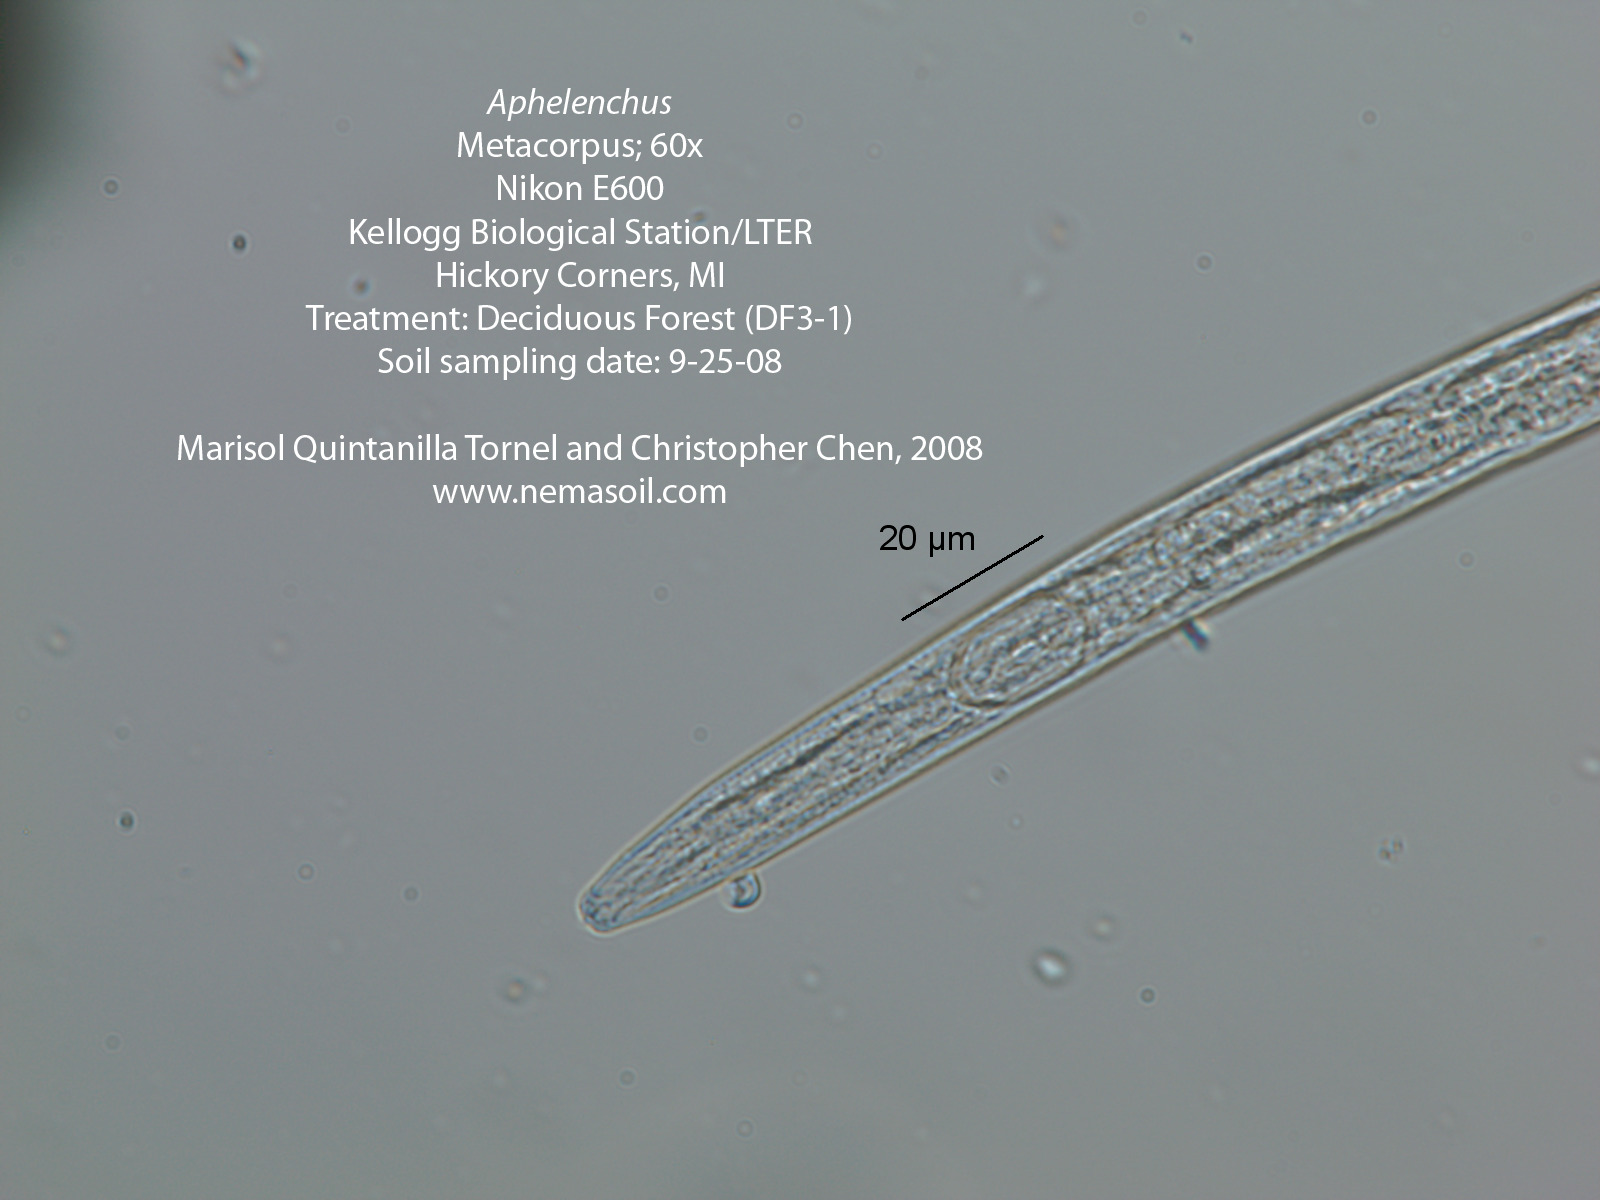 Aphelenchus
Metacorpus; 60x
Nikon E600
Kellogg Biological Station/LTER
Hickory Corners, MI
Treatment: Deciduous Forest (DF3-1)
Soil sampling date: 9-25-08
Marisol Quintanilla Tornel and Christopher Chen, 2008
www.nemasoil.com
20 µm